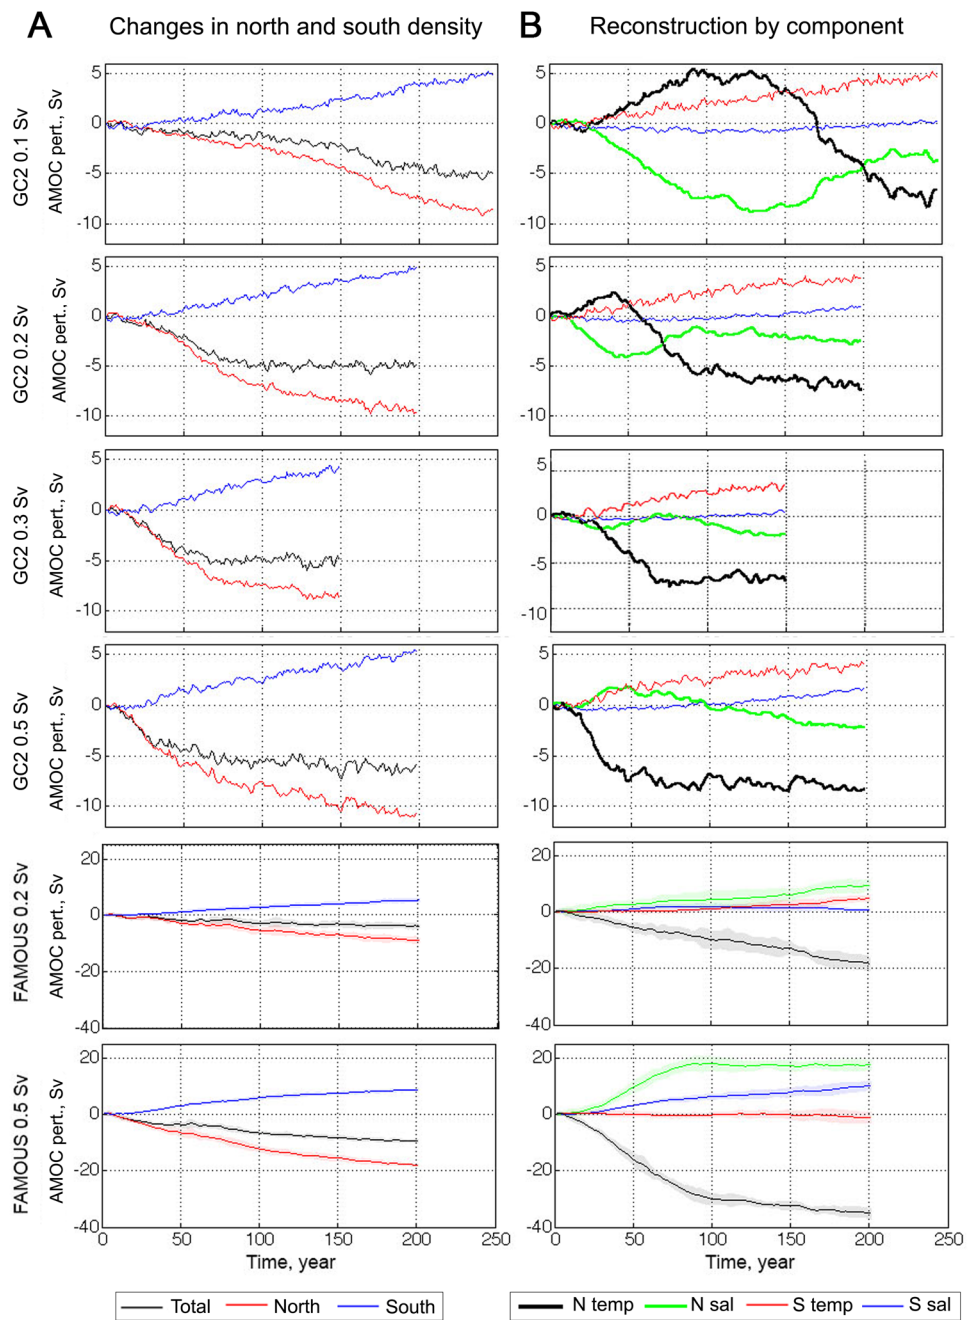 A Changes in north and south density
B Reconstruction by component
GC2 0.1 Sv
AMOC pert., Sv
5
0
-5
-10
5
0
-5
-10
GC2 0.2 Sv
AMOC pert., Sv
5
0
-5
-10
5
0
-5
-10
GC2 0.3 Sv
AMOC pert., Sv
5
0
-5
-10
5
0
-5
-10
GC2 0.5 Sv
AMOC pert., Sv
5
0
-5
-10
5
0
-5
-10
FAMOUS 0.2 Sv
AMOC pert., Sv
20
0
-20
-40
20
0
-20
-40
FAMOUS 0.5 Sv
AMOC pert., Sv
20
0
-20
-40
20
0
-20
-40
0 50 100 150 200 250
0 50 100 150 200 250
Time, year
Time, year
Total North South
N temp N sal S temp S sal